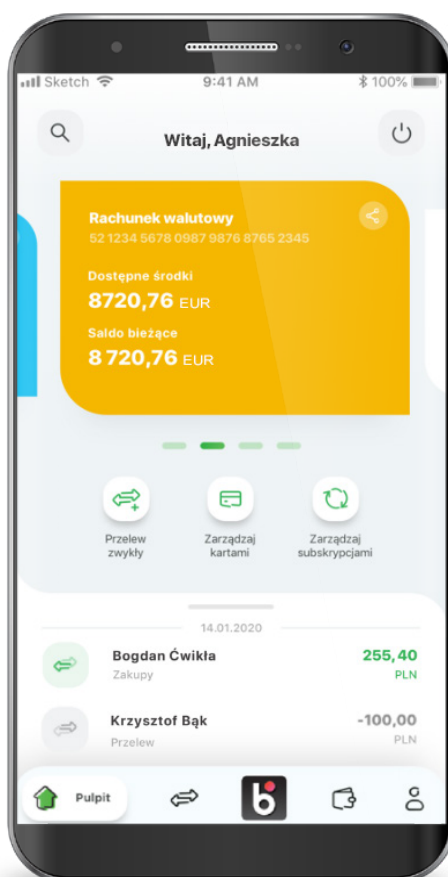 Sketch 9:41 AM 100%
Witaj, Agnieszka
Rachunek walutowy
52 1234 5678 0987 9876 8765 2345
Dostępne środki
8720,76 EUR
Saldo bieżące
8 720,76 EUR
Przelew zwykły
Zarządzaj kartami
Zarządzaj subskrypcjami
14.01.2020
Bogdan Ćwikła 255,40
Zakupy PLN
Krzysztof Bąk -100,00
Przelew PLN
Pulpit b